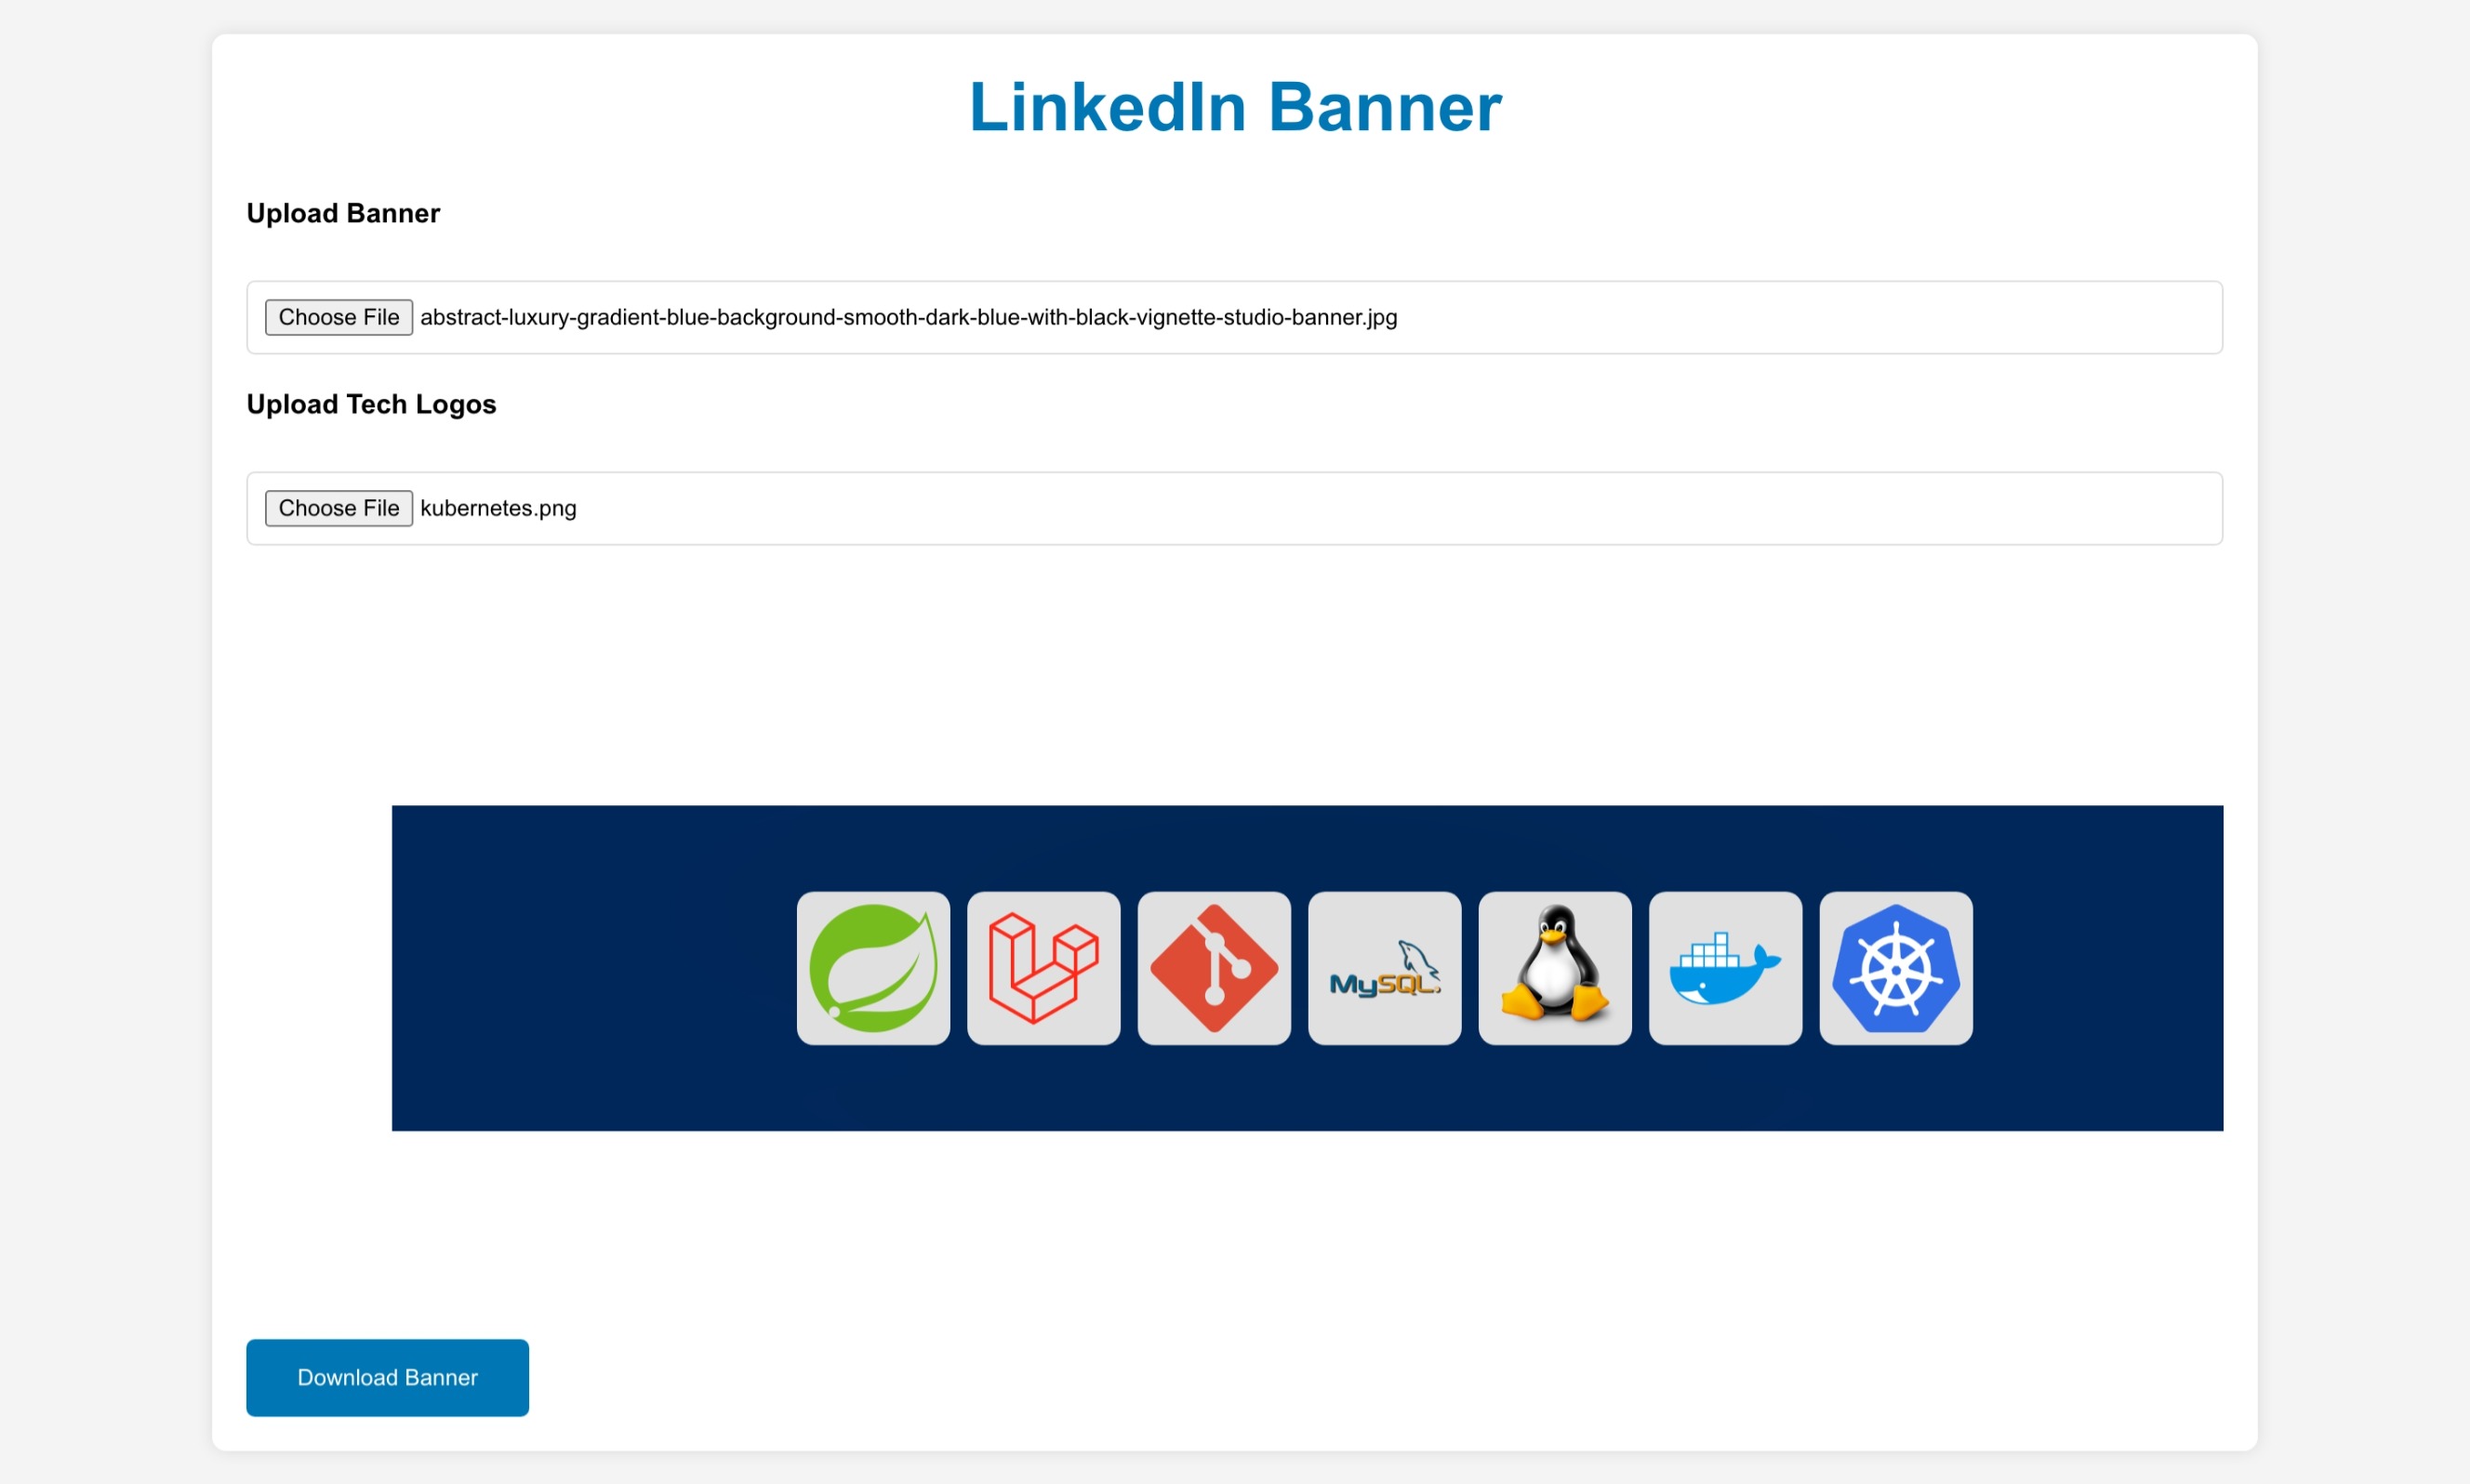 LinkedIn Banner
Upload Banner
Choose File abstract-luxury-gradient-blue-background-smooth-dark-blue-with-black-vignette-studio-banner.jpg
Upload Tech Logos
Choose File kubernetes.png
MySQL.
Download Banner